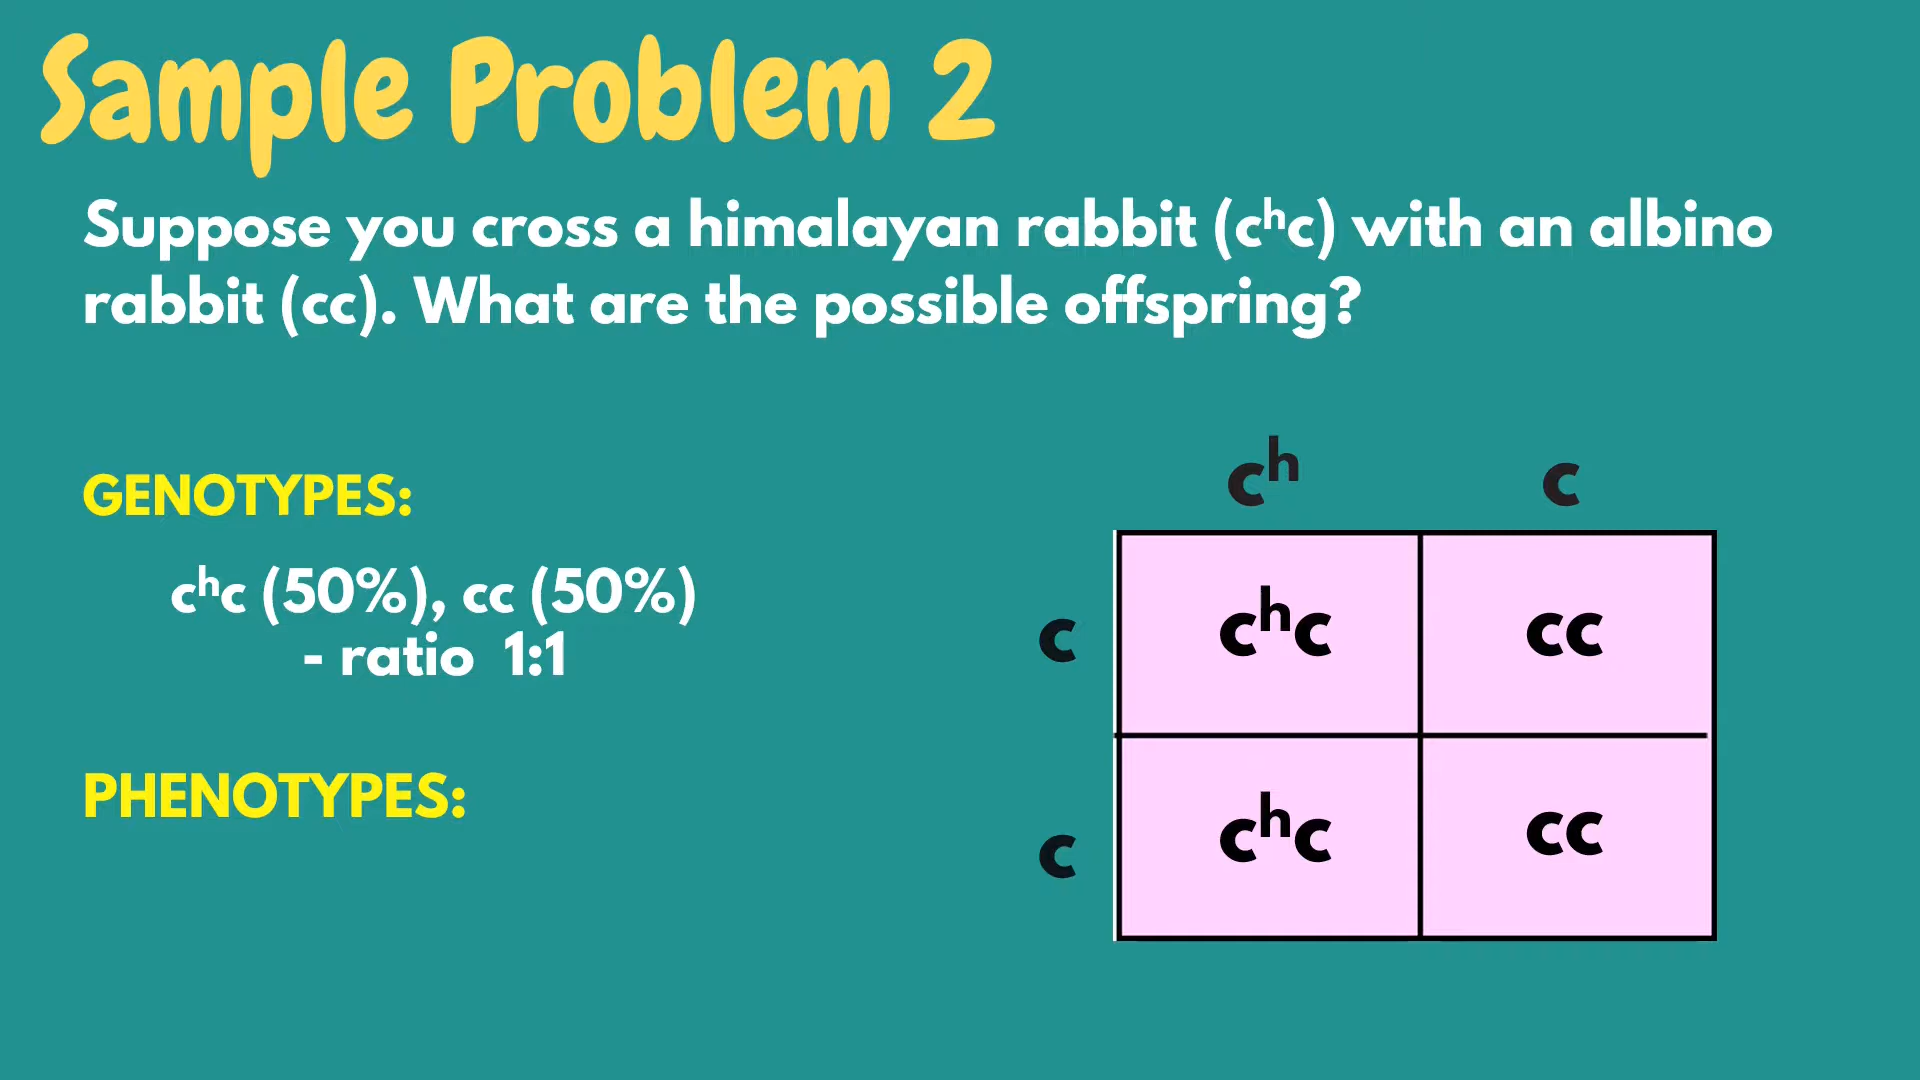 Sample Problem 2
Suppose you cross a himalayan rabbit (cʰc) with an albino
rabbit (cc). What are the possible offspring?
GENOTYPES:
cʰc (50%), cc (50%)
- ratio 1:1
PHENOTYPES:
cʰ c
c cʰc cc
c cʰc cc